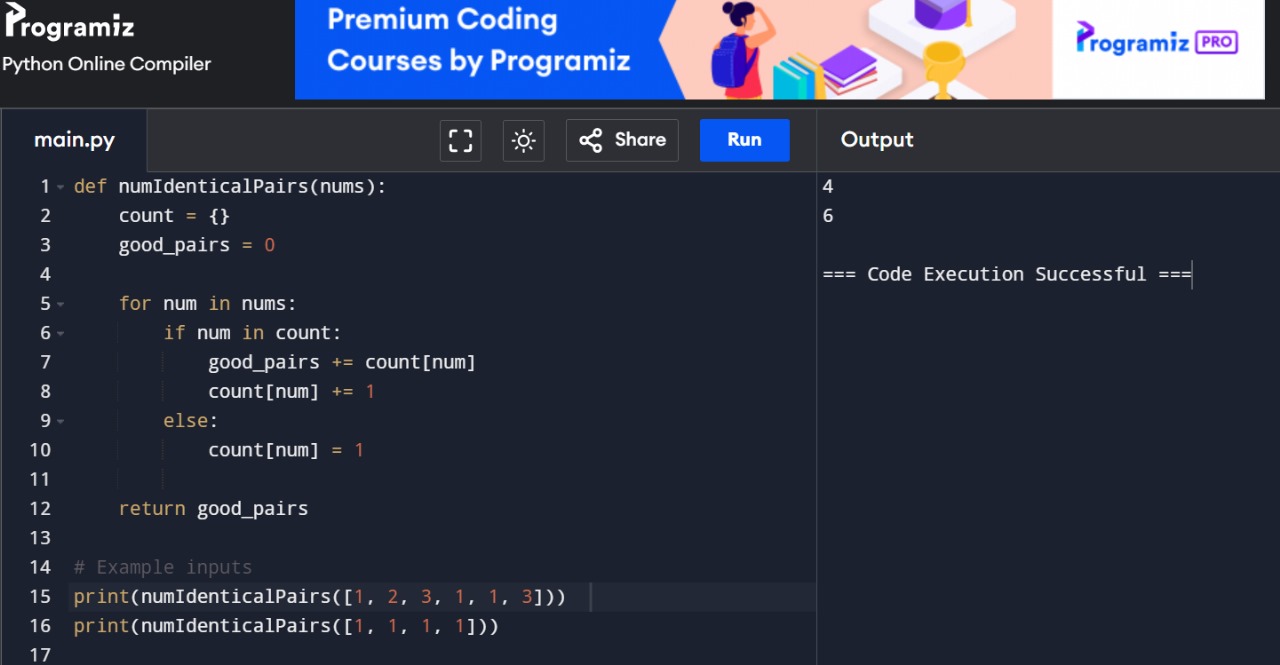 Programiz
Python Online Compiler
Premium Coding
Courses by Programiz
Programiz PRO
main.py
Share
Run
Output
1 def numIdenticalPairs(nums):
2     count = {}
3     good_pairs = 0
4
5     for num in nums:
6         if num in count:
7             good_pairs += count[num]
8             count[num] += 1
9         else:
10             count[num] = 1
11
12     return good_pairs
13
14 # Example inputs
15 print(numIdenticalPairs([1, 2, 3, 1, 1, 3]))
16 print(numIdenticalPairs([1, 1, 1, 1]))
17
4
6
=== Code Execution Successful ===